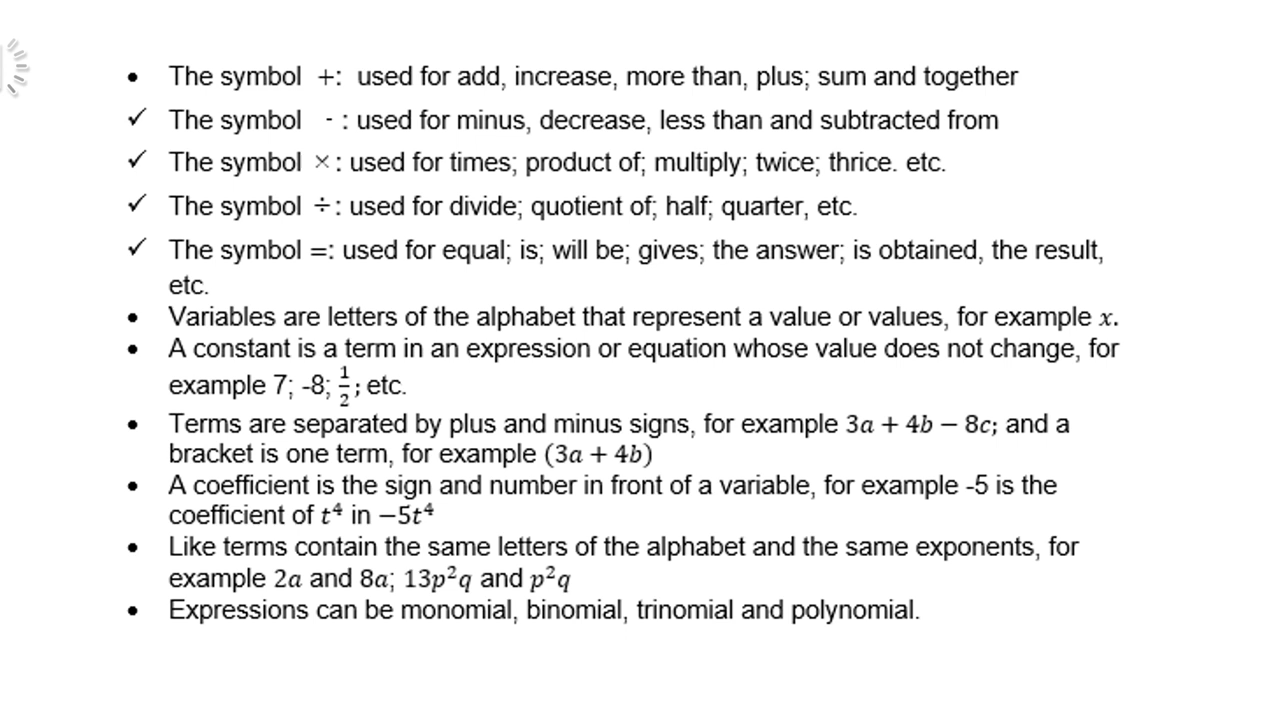 • The symbol +: used for add, increase, more than, plus; sum and together
✓ The symbol - : used for minus, decrease, less than and subtracted from
✓ The symbol ×: used for times; product of; multiply; twice; thrice. etc.
✓ The symbol ÷: used for divide; quotient of; half; quarter, etc.
✓ The symbol =: used for equal; is; will be; gives; the answer; is obtained, the result,
etc.
• Variables are letters of the alphabet that represent a value or values, for example x.
• A constant is a term in an expression or equation whose value does not change, for
example 7; -8; 1/2; etc.
• Terms are separated by plus and minus signs, for example 3a + 4b − 8c; and a
bracket is one term, for example (3a + 4b)
• A coefficient is the sign and number in front of a variable, for example -5 is the
coefficient of t⁴ in −5t⁴
• Like terms contain the same letters of the alphabet and the same exponents, for
example 2a and 8a; 13p²q and p²q
• Expressions can be monomial, binomial, trinomial and polynomial.